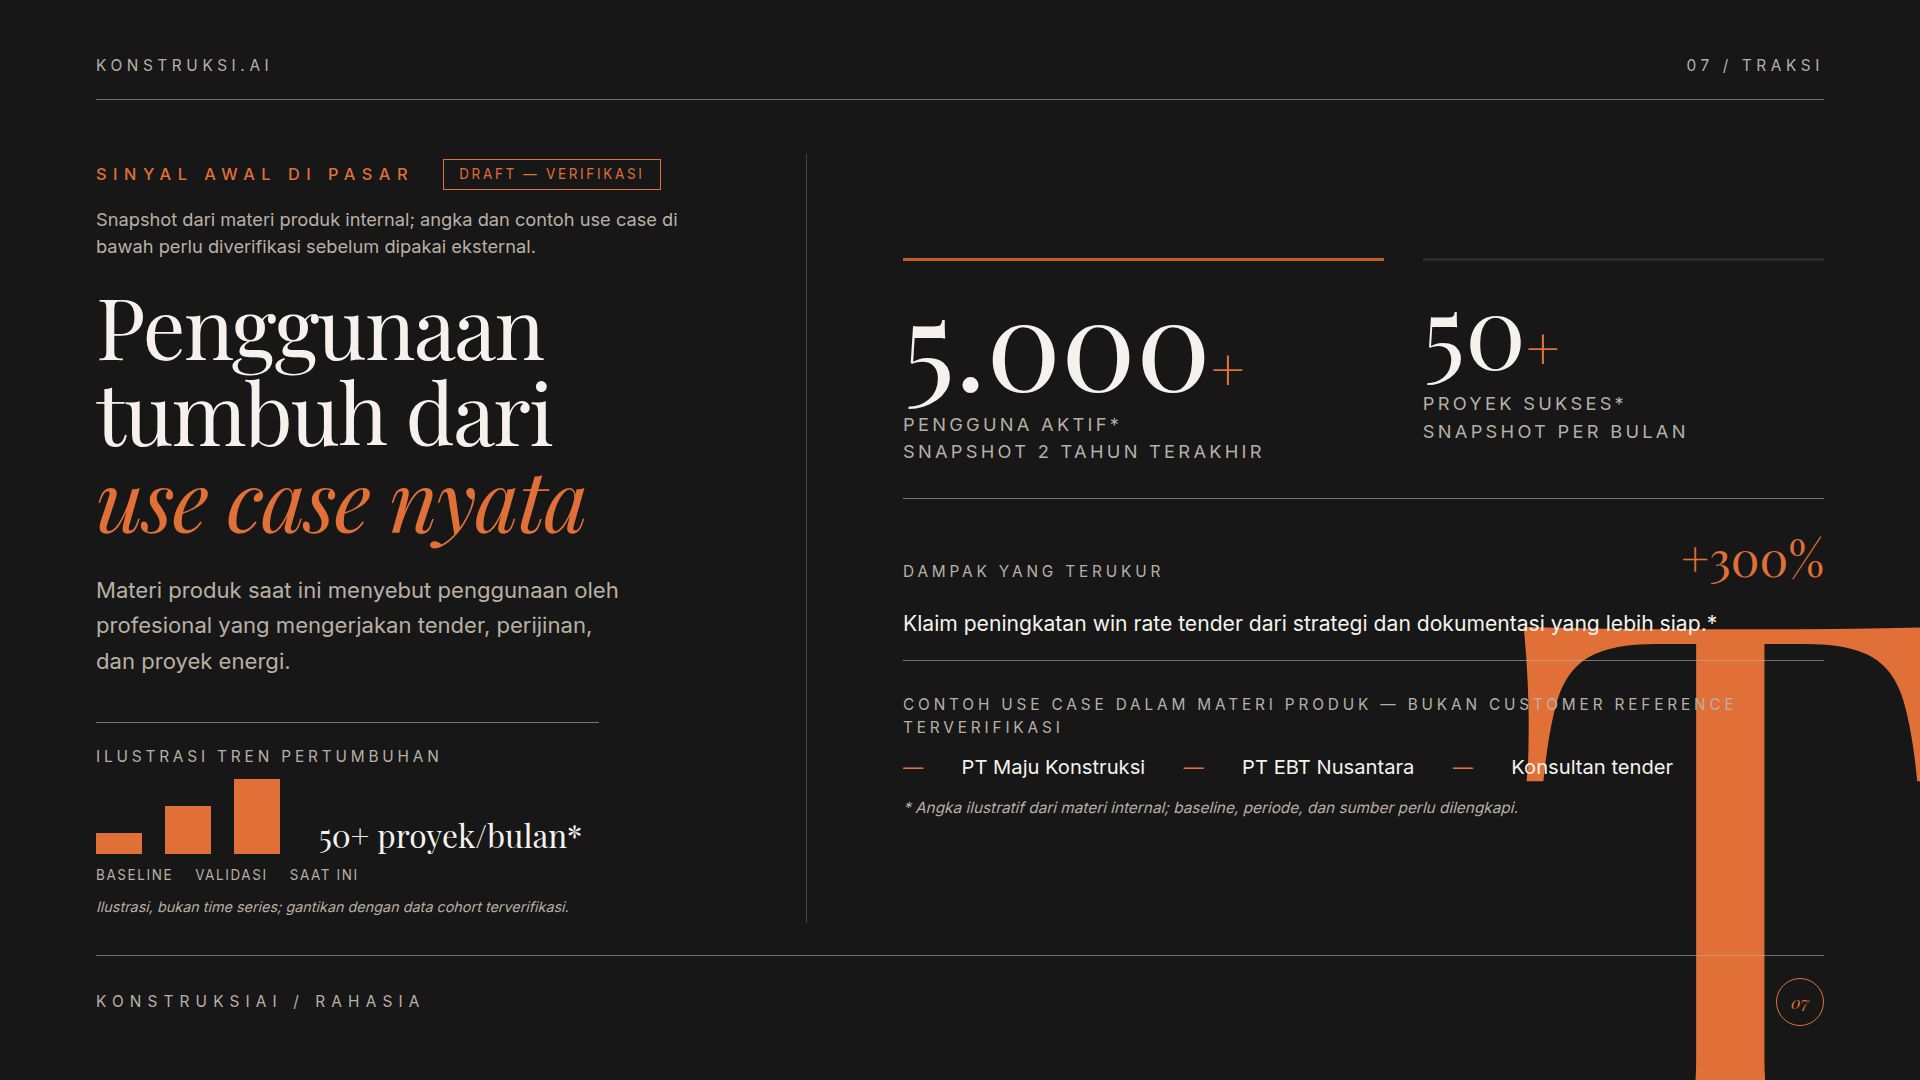 KONSTRUKSI.AI
07 / TRAKSI
SINYAL AWAL DI PASAR
DRAFT — VERIFIKASI
Snapshot dari materi produk internal; angka dan contoh use case di
bawah perlu diverifikasi sebelum dipakai eksternal.
Penggunaan
tumbuh dari
use case nyata
Materi produk saat ini menyebut penggunaan oleh
profesional yang mengerjakan tender, perijinan,
dan proyek energi.
ILUSTRASI TREN PERTUMBUHAN
50+ proyek/bulan*
BASELINE VALIDASI SAAT INI
Ilustrasi, bukan time series; gantikan dengan data cohort terverifikasi.
5.000+
PENGGUNA AKTIF*
SNAPSHOT 2 TAHUN TERAKHIR
50+
PROYEK SUKSES*
SNAPSHOT PER BULAN
DAMPAK YANG TERUKUR
+300%
Klaim peningkatan win rate tender dari strategi dan dokumentasi yang lebih siap.*
CONTOH USE CASE DALAM MATERI PRODUK — BUKAN CUSTOMER REFERENCE
TERVERIFIKASI
— PT Maju Konstruksi — PT EBT Nusantara — Konsultan tender
* Angka ilustratif dari materi internal; baseline, periode, dan sumber perlu dilengkapi.
T
KONSTRUKSIAI / RAHASIA
07